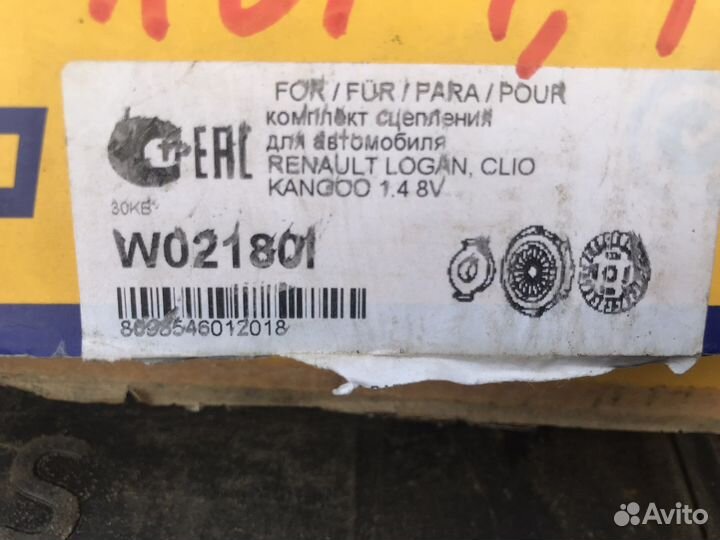 FOR / FÜR / PARA / POUR
комплект сцепления
для автомобиля
RENAULT LOGAN, CLIO
KANGOO 1.4 8V
EAC
30KB
W02180I
8698546012018
Avito